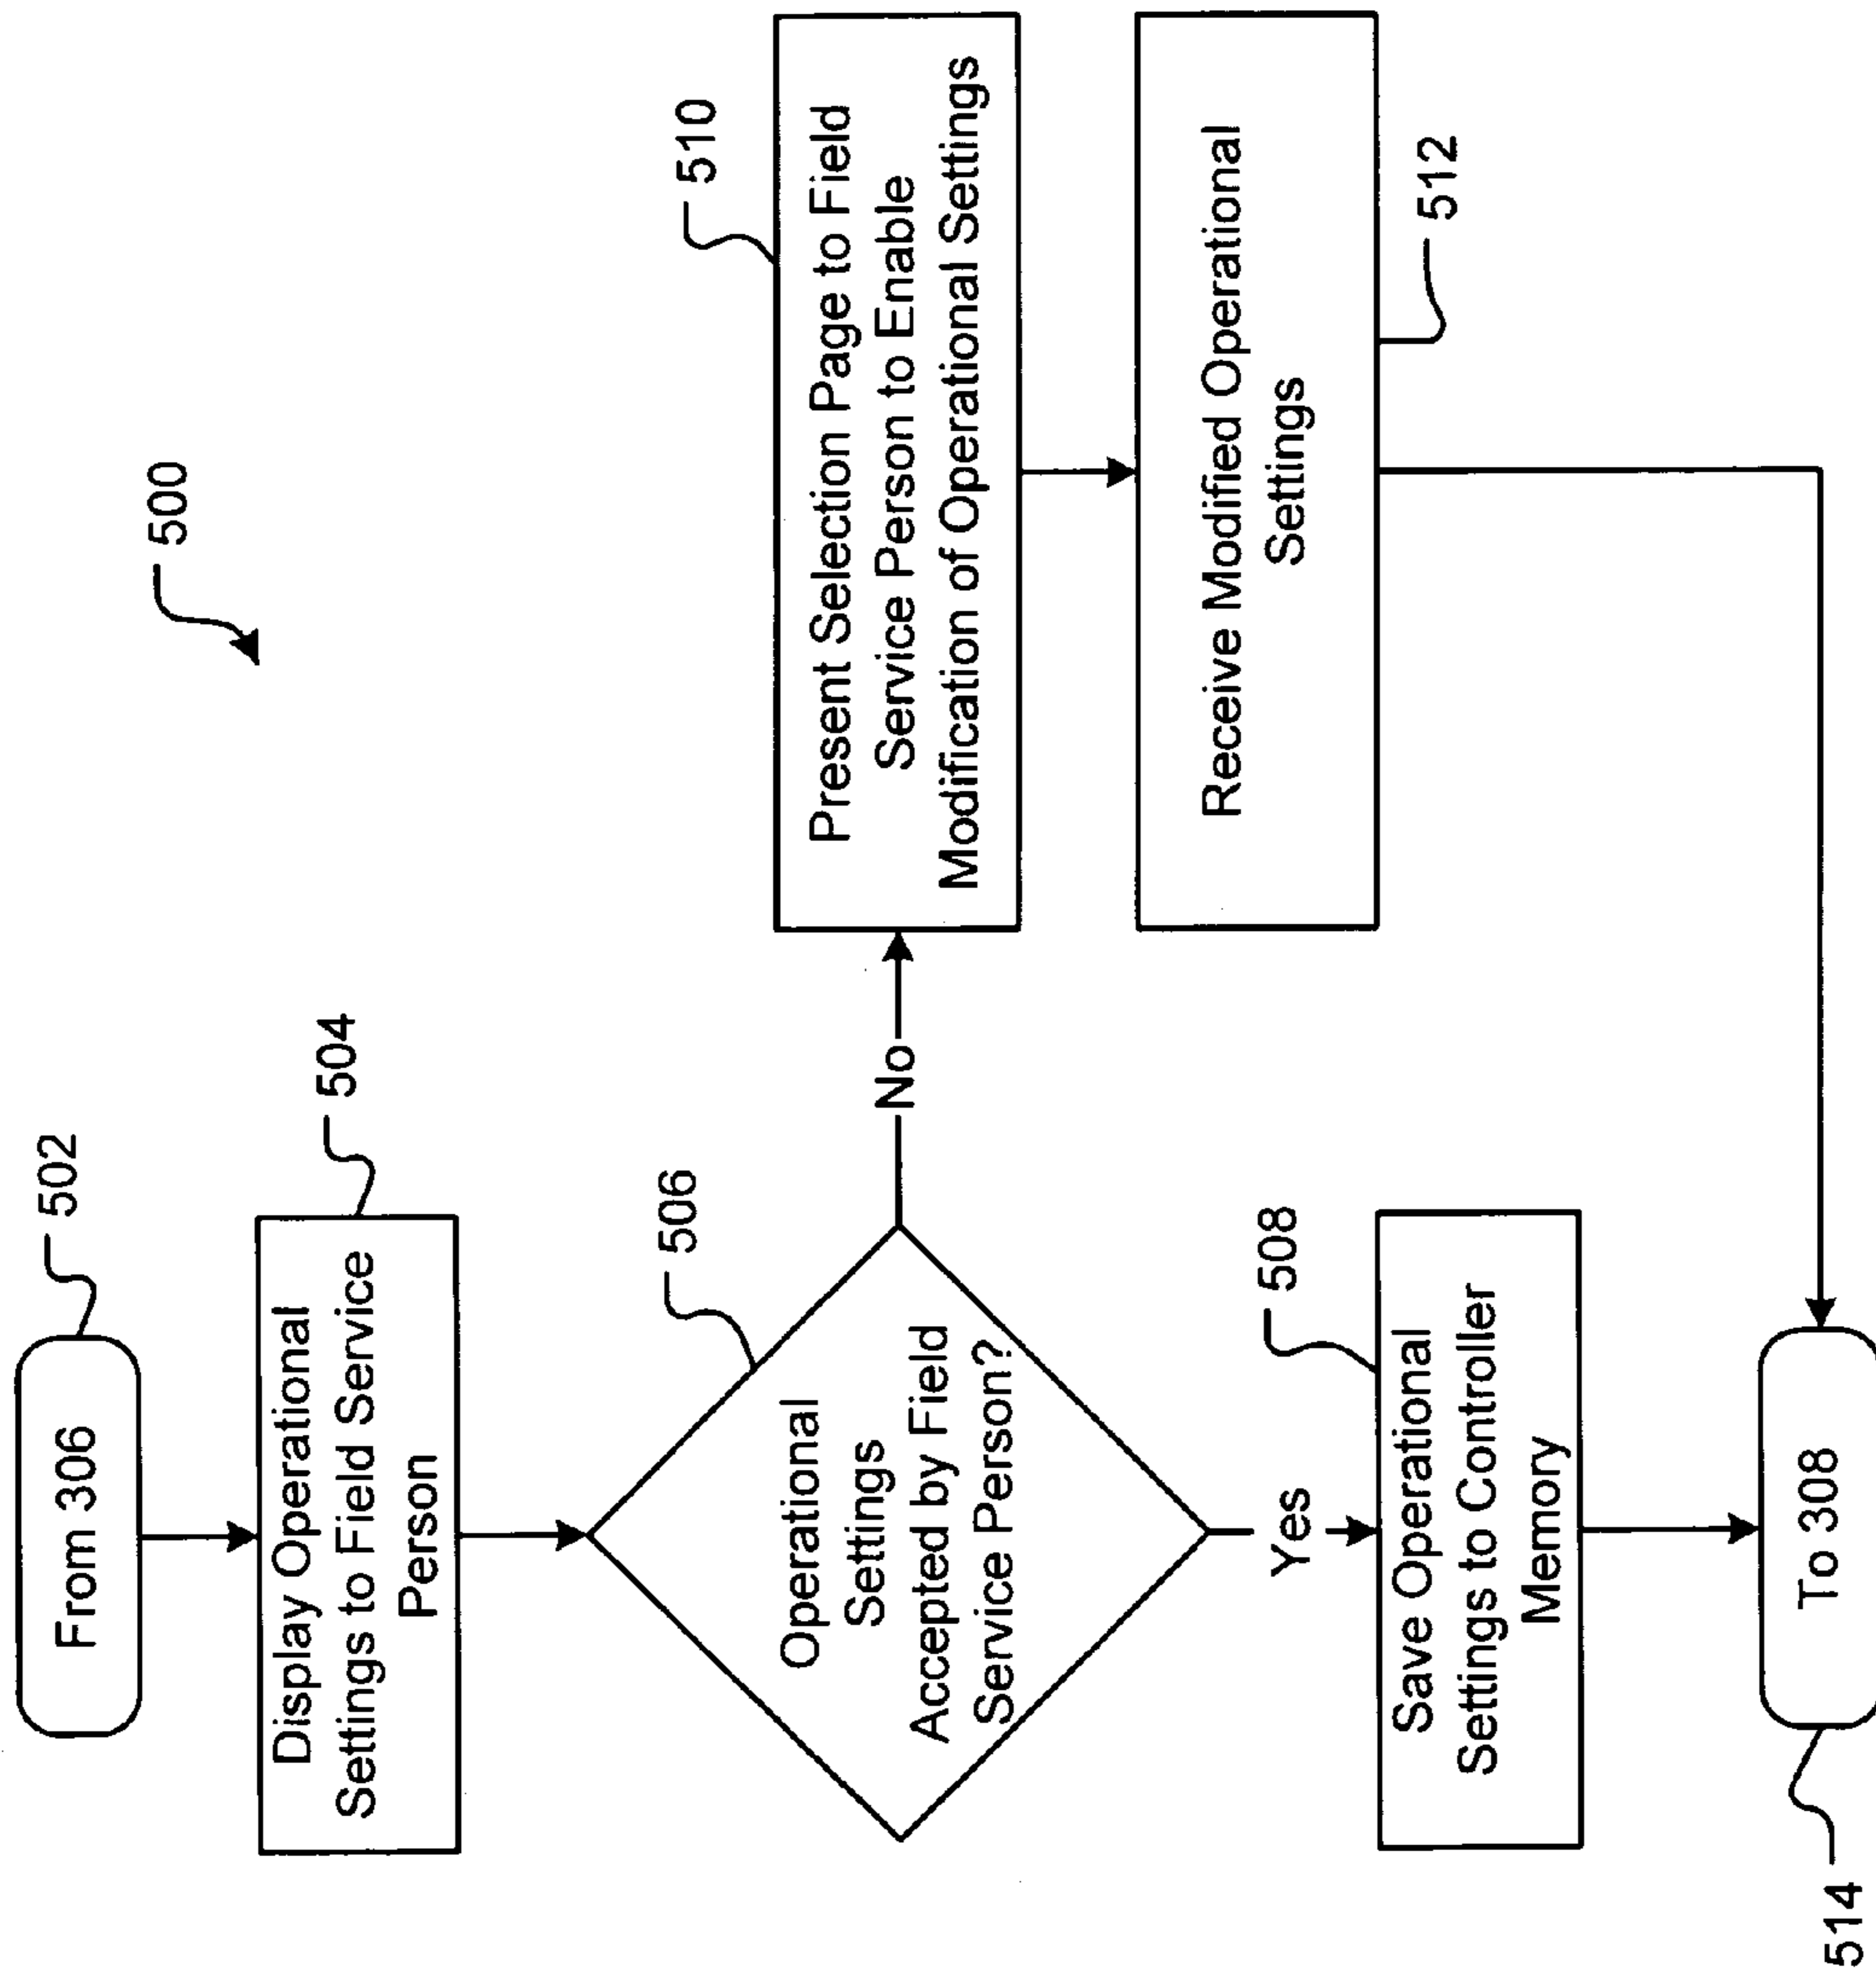 500
502
From 306
504
Display Operational
Settings to Field Service
Person
506
Operational
Settings
Accepted by Field
Service Person?
No
Yes
508
Save Operational
Settings to Controller
Memory
510
Present Selection Page to Field
Service Person to Enable
Modification of Operational Settings
Receive Modified Operational
Settings
512
To 308
514